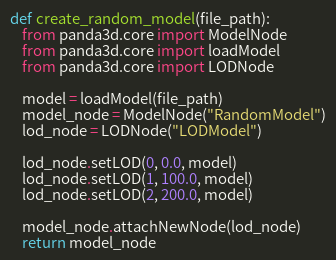 def create_random_model(file_path):
    from panda3d.core import ModelNode
    from panda3d.core import loadModel
    from panda3d.core import LODNode

    model = loadModel(file_path)
    model_node = ModelNode("RandomModel")
    lod_node = LODNode("LODModel")

    lod_node.setLOD(0, 0.0, model)
    lod_node.setLOD(1, 100.0, model)
    lod_node.setLOD(2, 200.0, model)

    model_node.attachNewNode(lod_node)
    return model_node